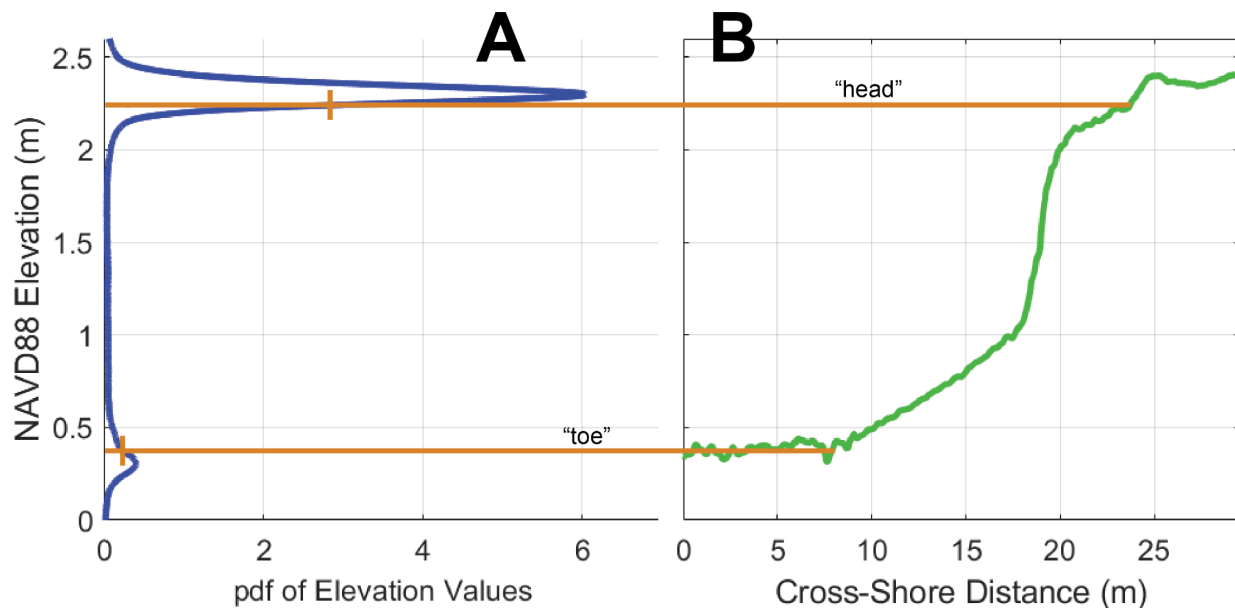 A
B
2.5
2
1.5
1
0.5
0
NAVD88 Elevation (m)
"head"
"toe"
0
2
4
6
pdf of Elevation Values
0
5
10
15
20
25
Cross-Shore Distance (m)